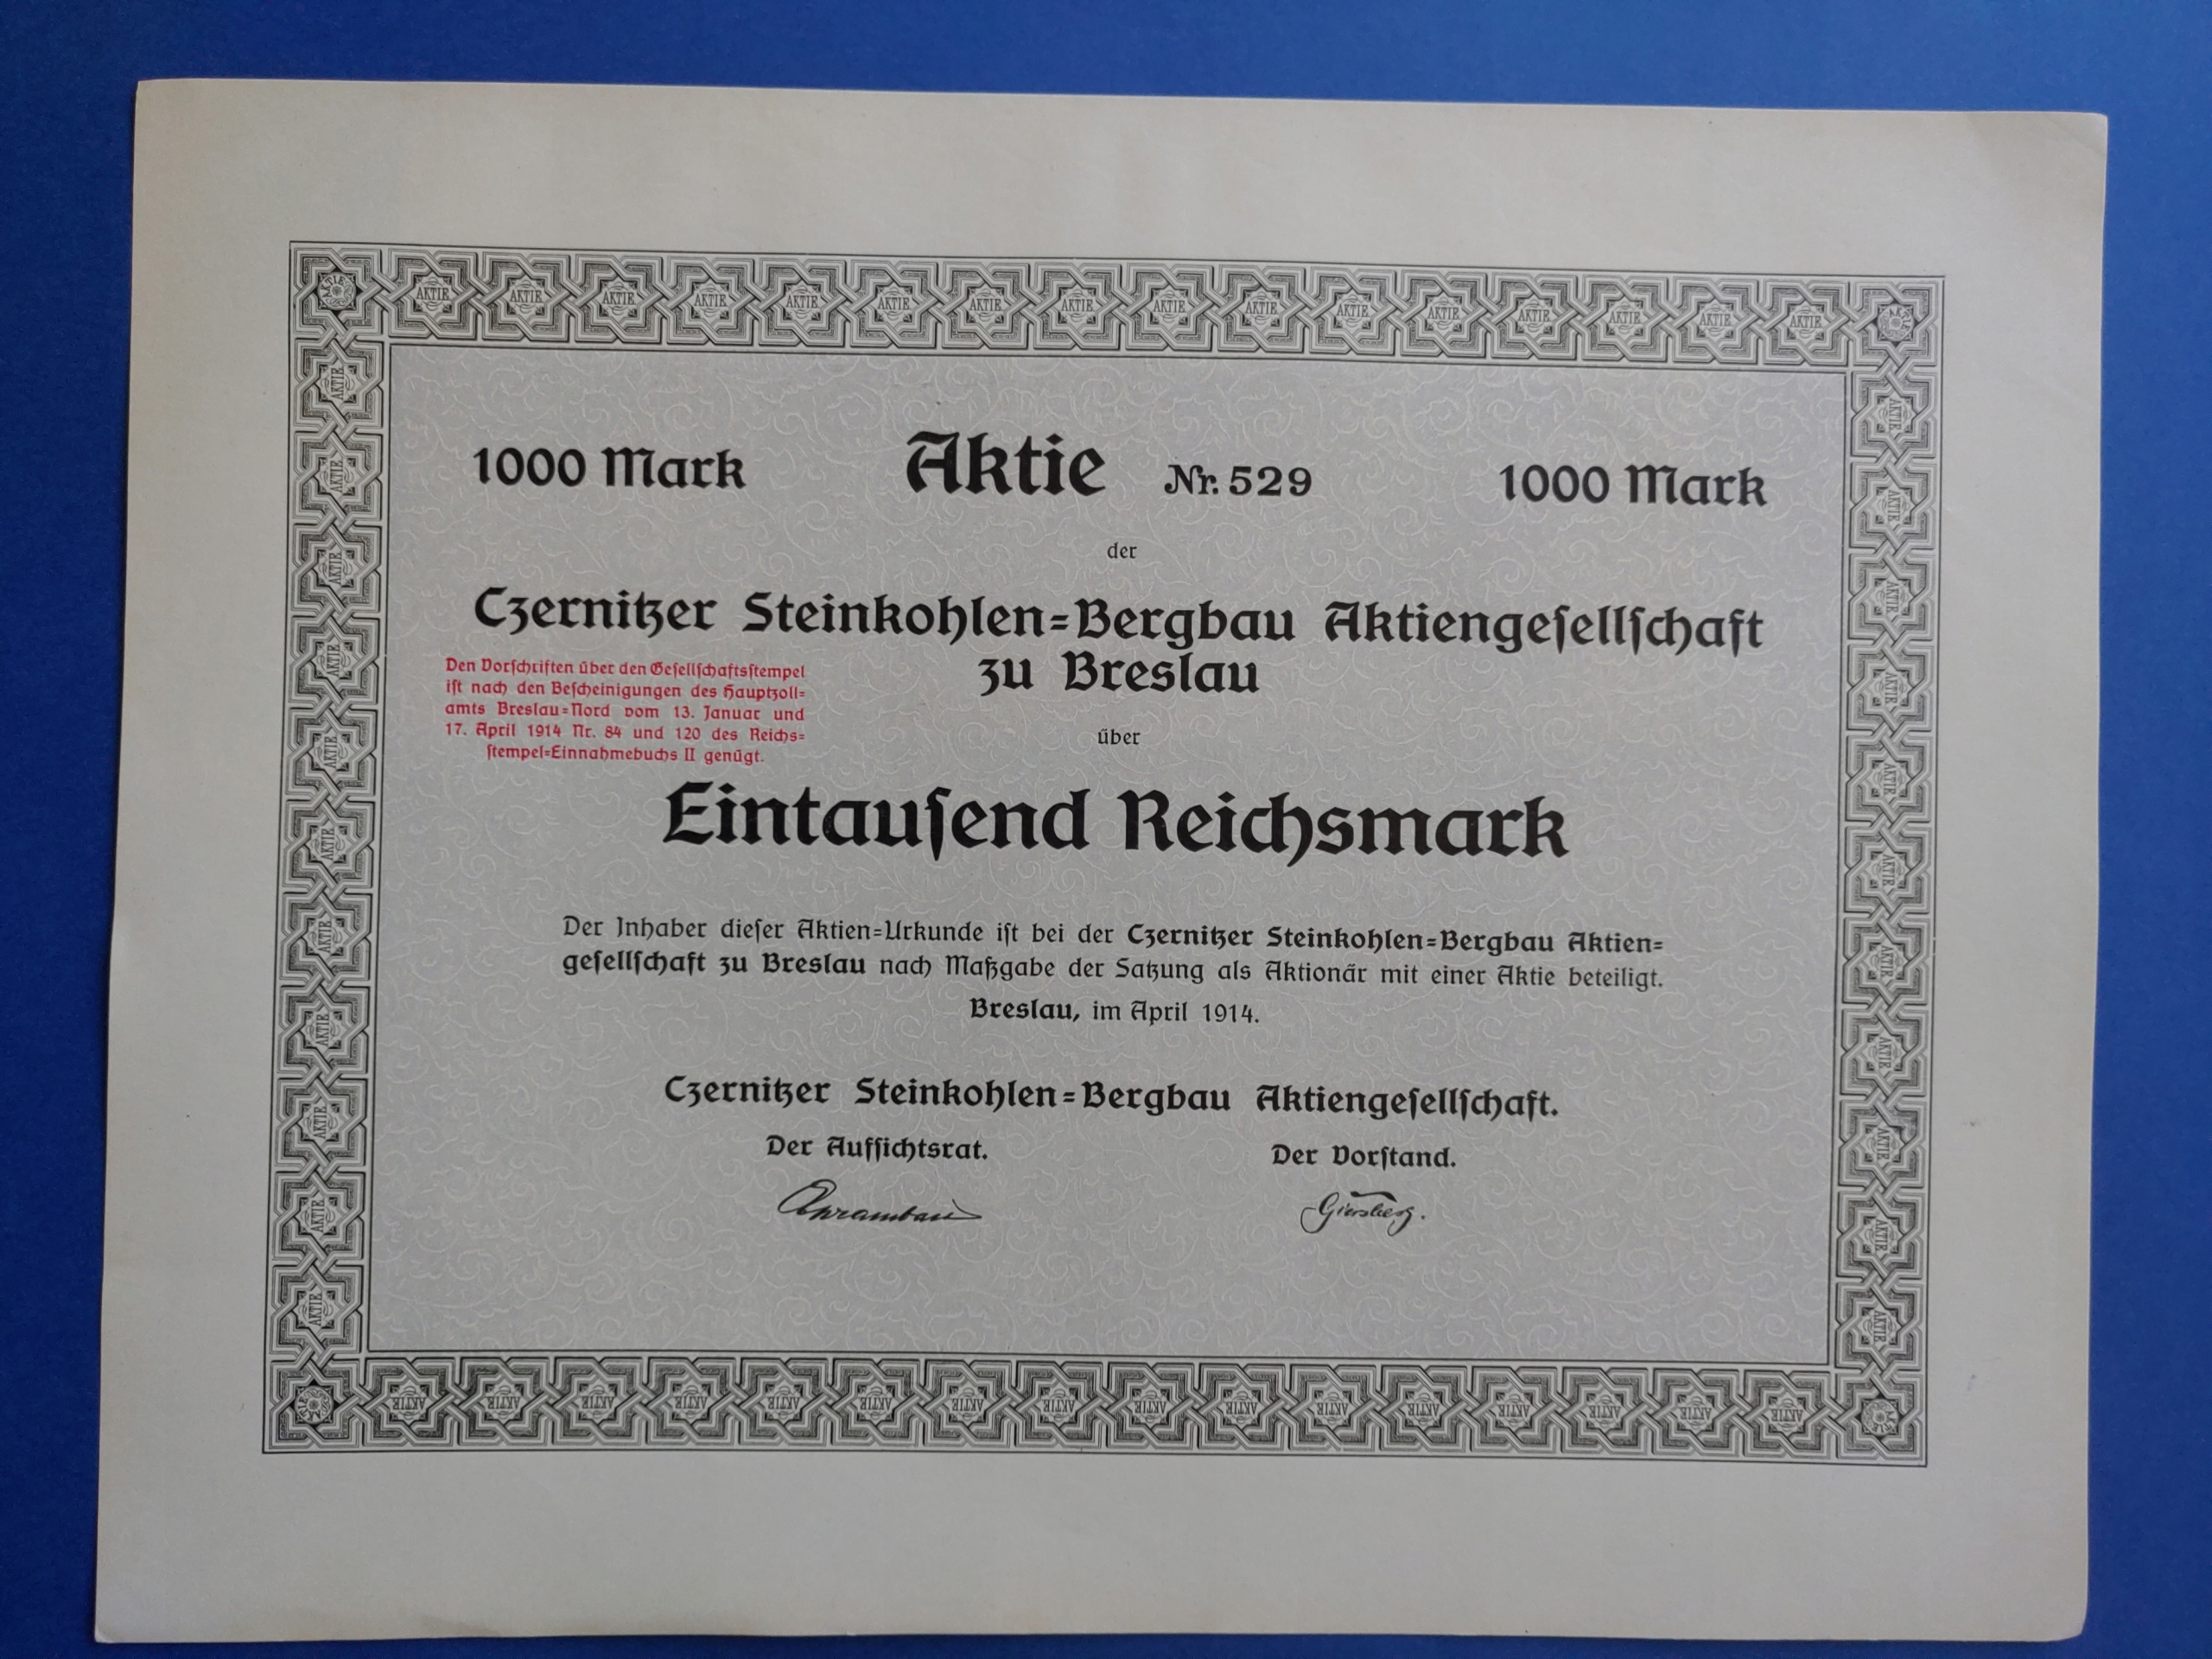 1000 Mark Aktie Nr. 529 1000 Mark
der
Czernitzer Steinkohlen=Bergbau Aktiengeſellſchaft
zu Breslau
Den Vorſchriften über den Geſellſchaftsſtempel
iſt nach den Beſcheinigungen des Hauptzoll=
amts Breslau=Nord vom 13. Januar und
17. April 1914 Nr. 84 und 120 des Reichs=
ſtempel=Einnahmebuchs II genügt.
über
Eintauſend Reichsmark
Der Inhaber dieſer Aktien=Urkunde iſt bei der Czernitzer Steinkohlen=Bergbau Aktien=
geſellſchaft zu Breslau nach Maßgabe der Satzung als Aktionär mit einer Aktie beteiligt.
Breslau, im April 1914.
Czernitzer Steinkohlen=Bergbau Aktiengeſellſchaft.
Der Auffichtsrat. Der Vorſtand.